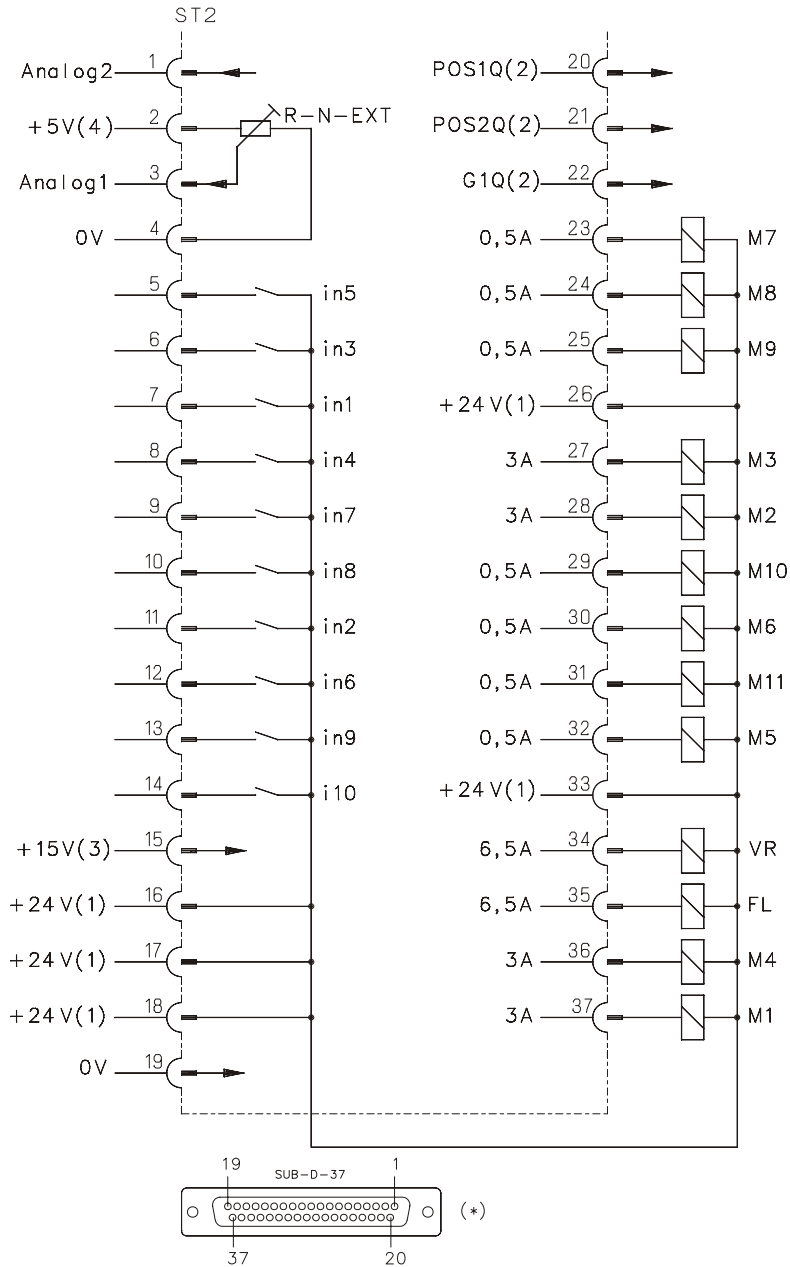 ST2
1 Analog2
2 +5V(4) R-N-EXT
3 Analog1
4 0V
5 in5
6 in3
7 in1
8 in4
9 in7
10 in8
11 in2
12 in6
13 in9
14 i10
15 +15V(3)
16 +24V(1)
17 +24V(1)
18 +24V(1)
19 0V
POS1Q(2) 20
POS2Q(2) 21
G1Q(2) 22
0,5A 23 M7
0,5A 24 M8
0,5A 25 M9
+24V(1) 26
3A 27 M3
3A 28 M2
0,5A 29 M10
0,5A 30 M6
0,5A 31 M11
0,5A 32 M5
+24V(1) 33
6,5A 34 VR
6,5A 35 FL
3A 36 M4
3A 37 M1
19 SUB-D-37 1
(*)
37 20